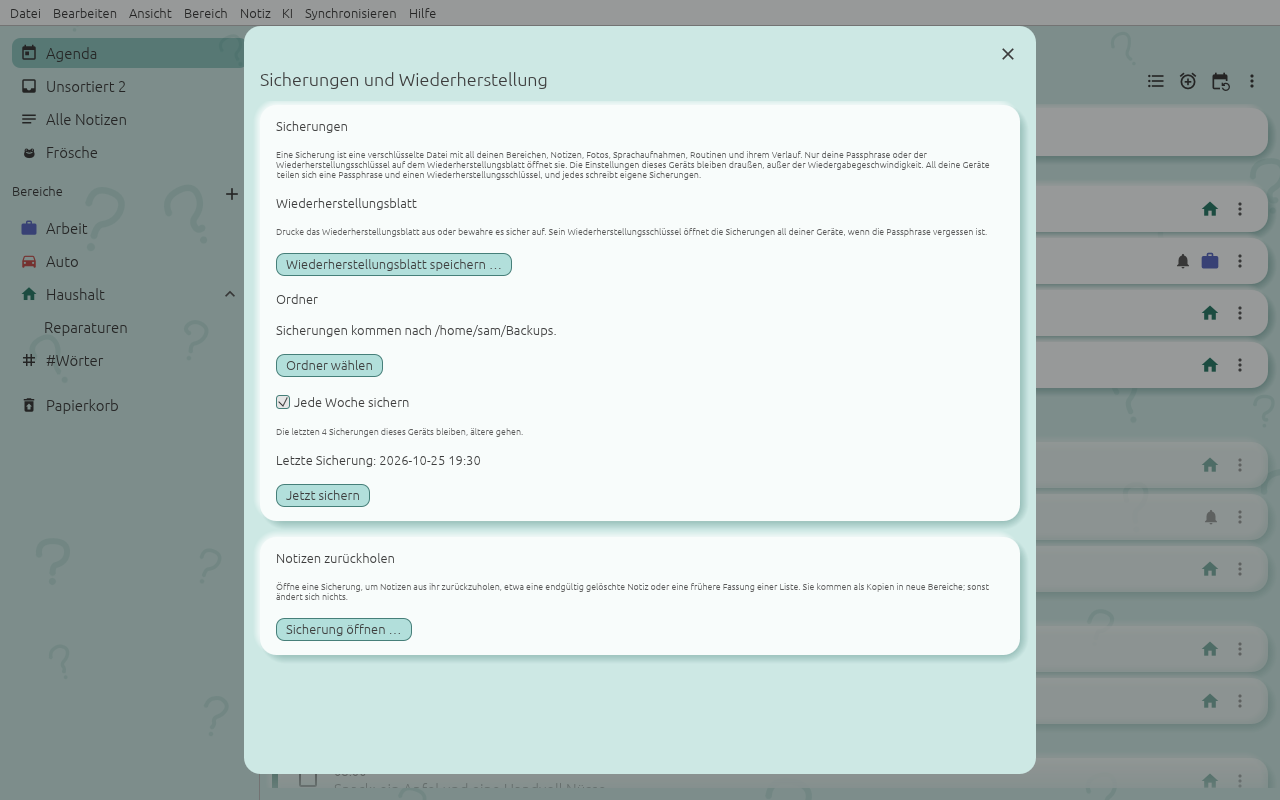 Datei Bearbeiten Ansicht Bereich Notiz KI Synchronisieren Hilfe
Agenda
Unsortiert 2
Alle Notizen
Frösche
Bereiche
Arbeit
Auto
Haushalt
Reparaturen
#Wörter
Papierkorb
Sicherungen und Wiederherstellung
Sicherungen
Eine Sicherung ist eine verschlüsselte Datei mit all deinen Bereichen, Notizen, Fotos, Sprachaufnahmen, Routinen und ihrem Verlauf. Nur deine Passphrase oder der
Wiederherstellungsschlüssel auf dem Wiederherstellungsblatt öffnet sie. Die Einstellungen dieses Geräts bleiben draußen, außer der Wiedergabegeschwindigkeit. All deine Geräte
teilen sich eine Passphrase und einen Wiederherstellungsschlüssel, und jedes schreibt eigene Sicherungen.
Wiederherstellungsblatt
Drucke das Wiederherstellungsblatt aus oder bewahre es sicher auf. Sein Wiederherstellungsschlüssel öffnet die Sicherungen all deiner Geräte, wenn die Passphrase vergessen ist.
Wiederherstellungsblatt speichern …
Ordner
Sicherungen kommen nach /home/sam/Backups.
Ordner wählen
Jede Woche sichern
Die letzten 4 Sicherungen dieses Geräts bleiben, ältere gehen.
Letzte Sicherung: 2026-10-25 19:30
Jetzt sichern
Notizen zurückholen
Öffne eine Sicherung, um Notizen aus ihr zurückzuholen, etwa eine endgültig gelöschte Notiz oder eine frühere Fassung einer Liste. Sie kommen als Kopien in neue Bereiche; sonst
ändert sich nichts.
Sicherung öffnen …